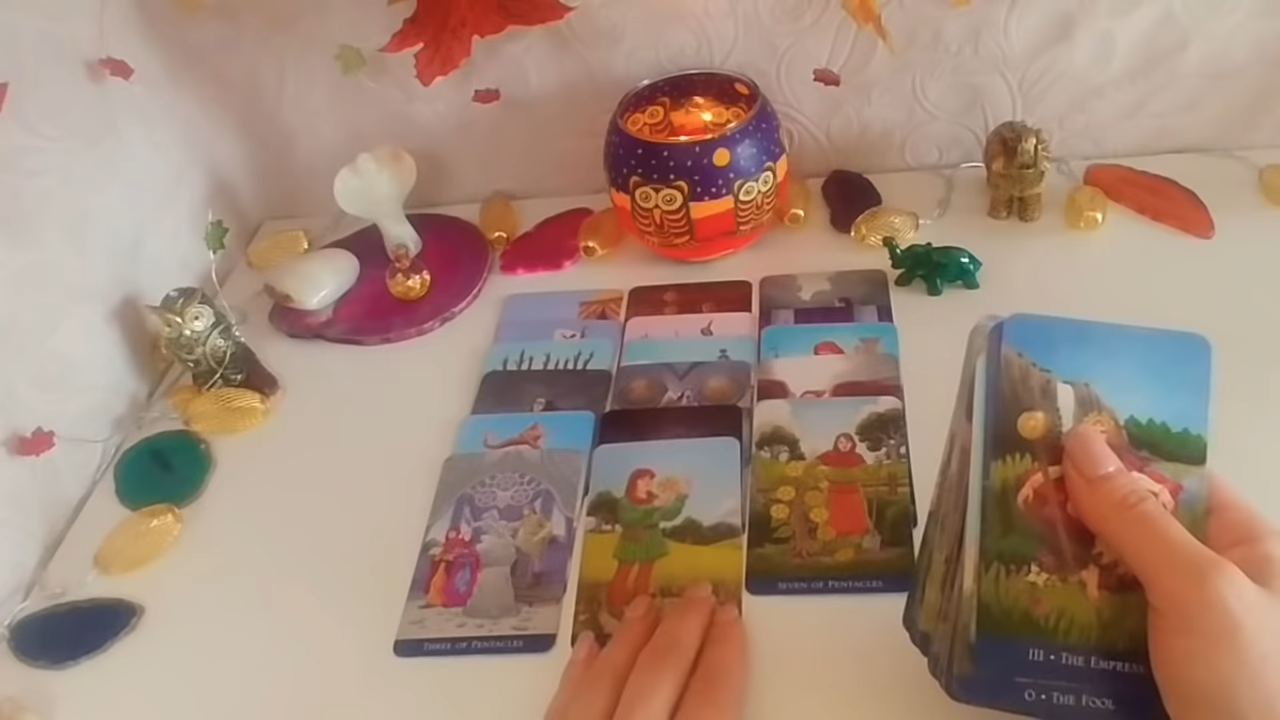 THREE OF PENTACLES
SEVEN OF PENTACLES
III • THE EMPRESS
0 • THE FOOL